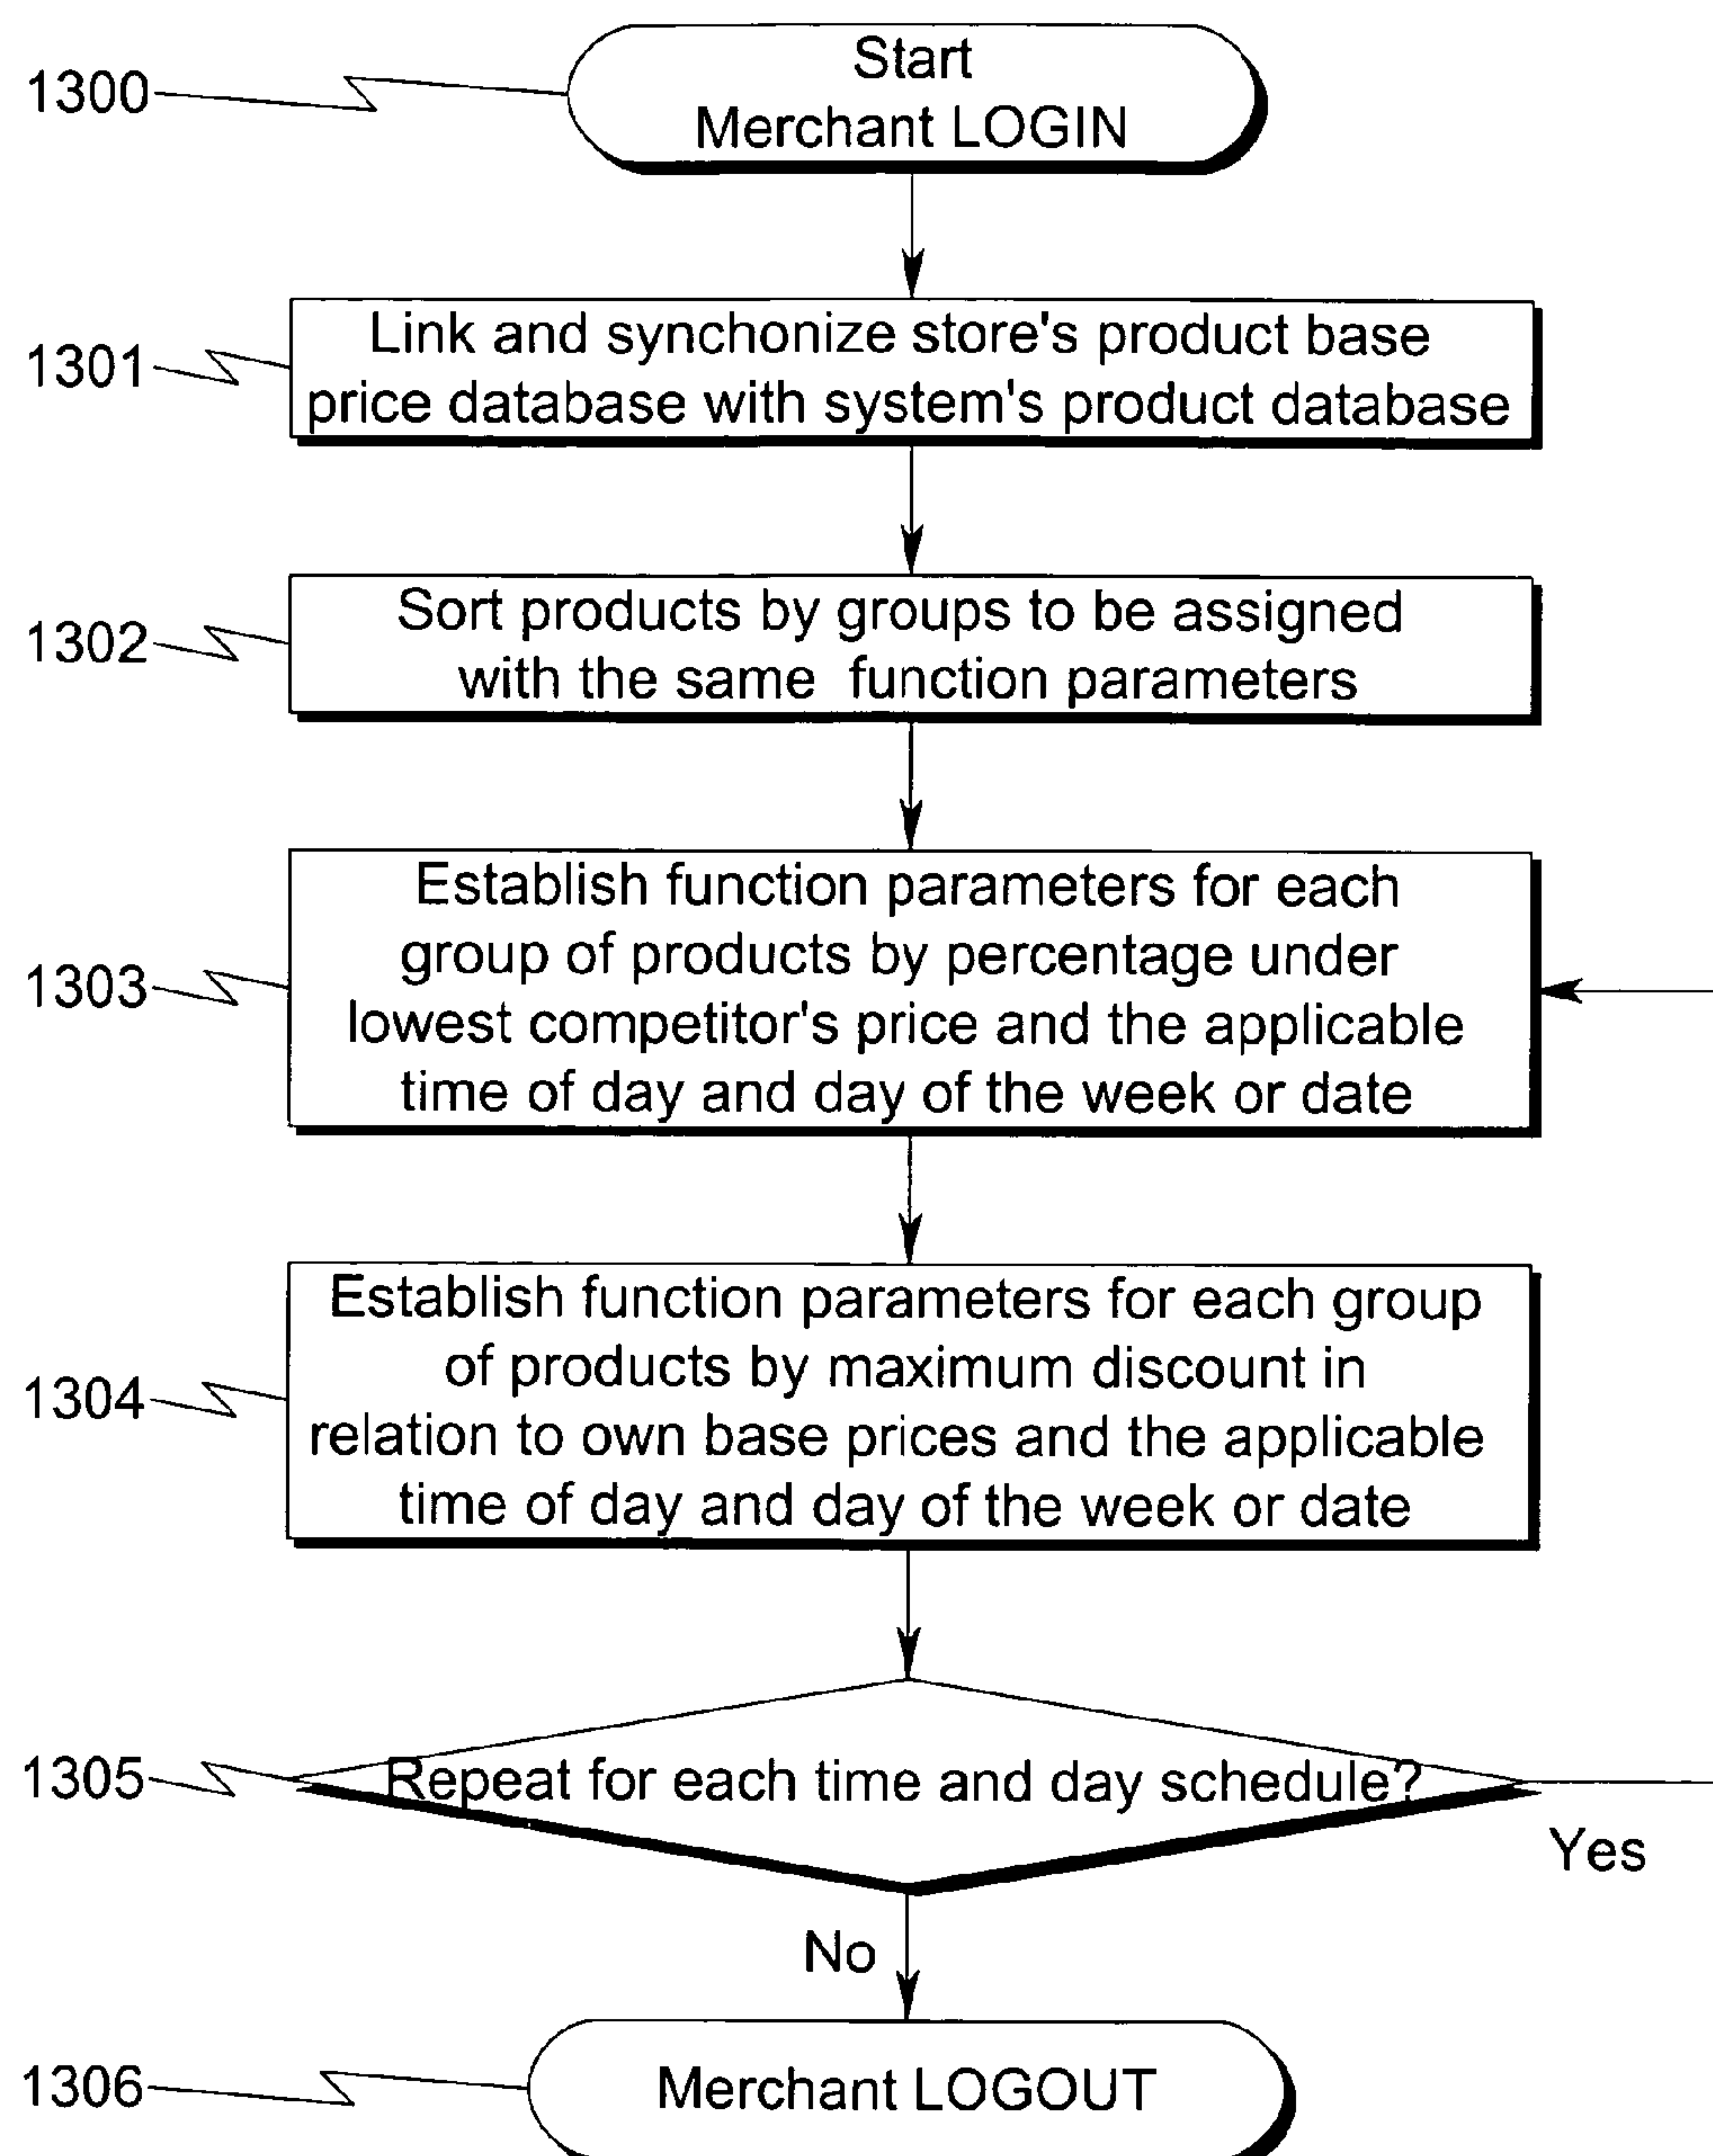 1300
Start
Merchant LOGIN
1301
Link and synchonize store's product base
price database with system's product database
1302
Sort products by groups to be assigned
with the same function parameters
1303
Establish function parameters for each
group of products by percentage under
lowest competitor's price and the applicable
time of day and day of the week or date
1304
Establish function parameters for each group
of products by maximum discount in
relation to own base prices and the applicable
time of day and day of the week or date
1305
Repeat for each time and day schedule?
Yes
No
1306
Merchant LOGOUT